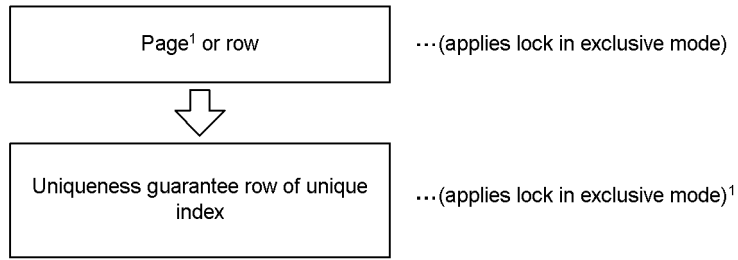 Page¹ or row
…(applies lock in exclusive mode)
Uniqueness guarantee row of unique
index
…(applies lock in exclusive mode)¹